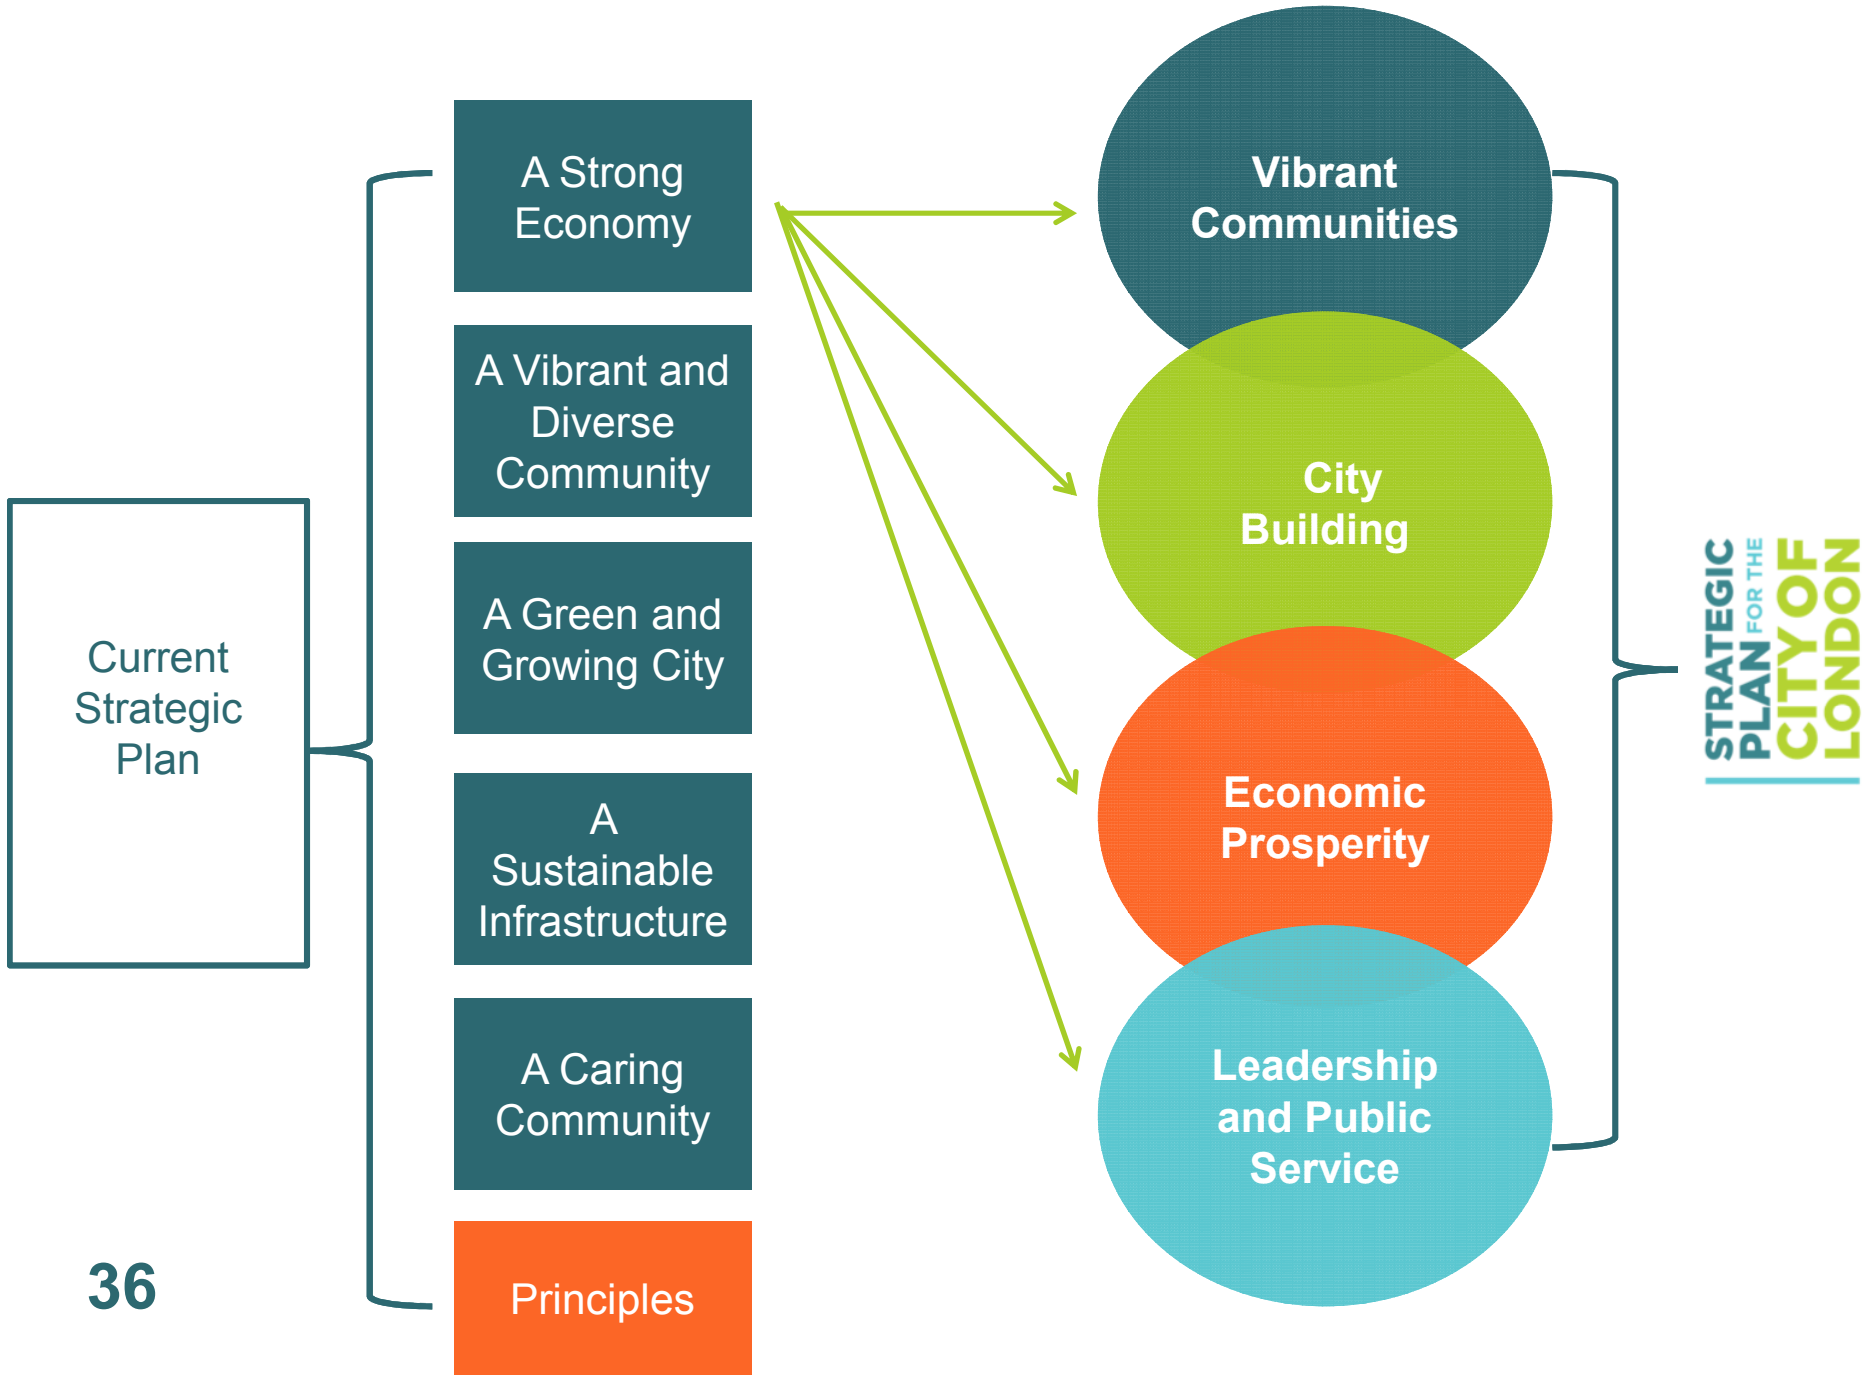 Current
Strategic
Plan
A Strong
Economy
A Vibrant and
Diverse
Community
A Green and
Growing City
A
Sustainable
Infrastructure
A Caring
Community
Principles
Vibrant
Communities
City
Building
Economic
Prosperity
Leadership
and Public
Service
STRATEGIC
PLAN FOR THE
CITY OF
LONDON
36